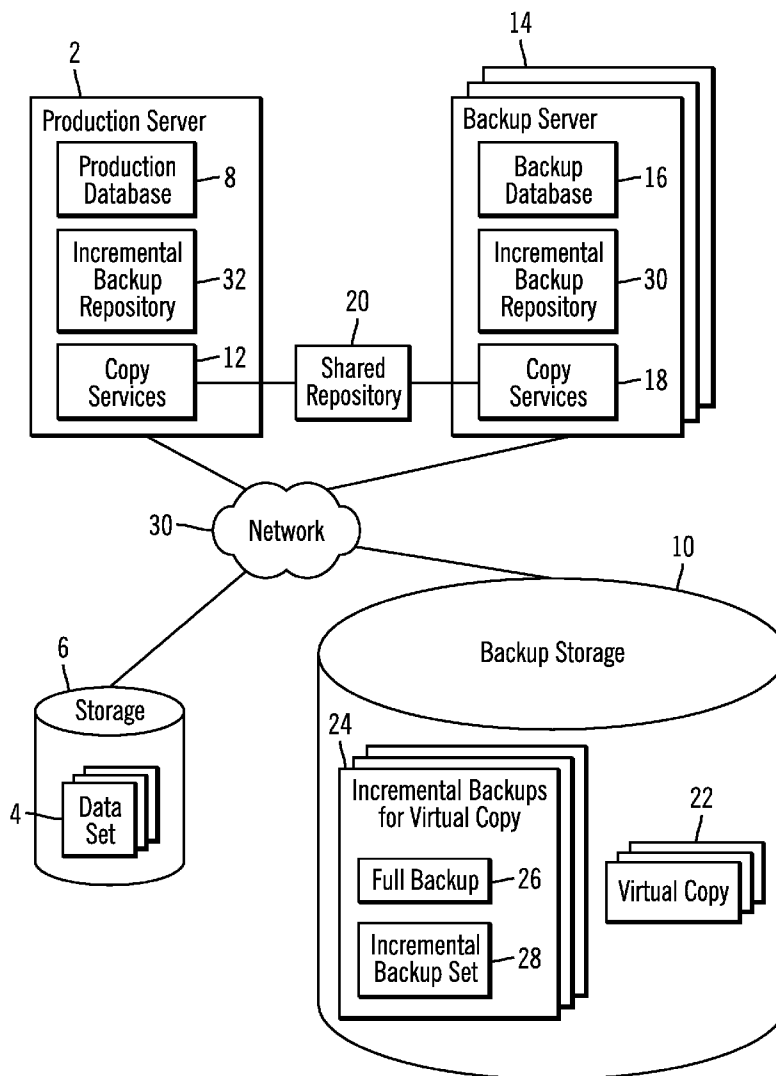 2
14
Production Server
Production
Database
8
Incremental
Backup
Repository
32
Copy
Services
12
20
Shared
Repository
Backup Server
Backup
Database
16
Incremental
Backup
Repository
30
Copy
Services
18
30
Network
10
6
Storage
4
Data
Set
Backup Storage
24
Incremental Backups
for Virtual Copy
Full Backup
26
Incremental
Backup Set
28
22
Virtual Copy